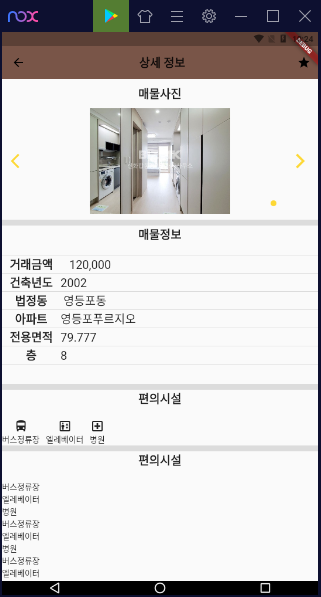 nox
DEBUG
상세 정보
매물사진
매물정보
거래금액 120,000
건축년도 2002
법정동 영등포동
아파트 영등포푸르지오
전용면적 79.777
층 8
편의시설
버스정류장 엘레베이터 병원
편의시설
버스정류장
엘레베이터
병원
버스정류장
엘레베이터
병원
버스정류장
엘레베이터